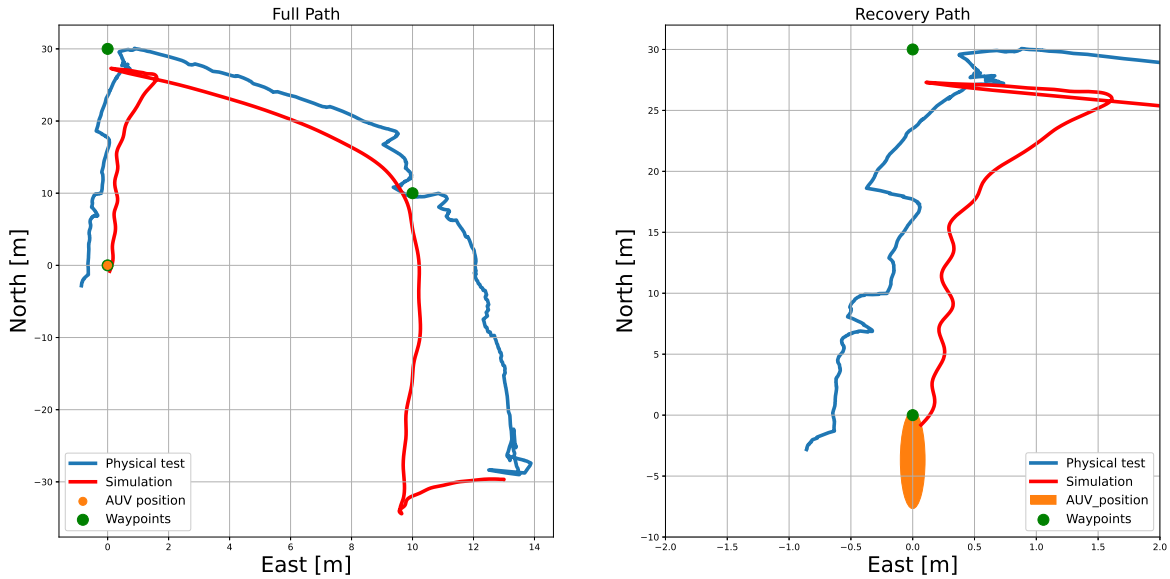 Full Path
North [m]
30
20
10
0
−10
−20
−30
0
2
4
6
8
10
12
14
East [m]
Physical test
Simulation
AUV position
Waypoints
Recovery Path
North [m]
30
25
20
15
10
5
0
−5
−10
−2.0
−1.5
−1.0
−0.5
0.0
0.5
1.0
1.5
2.0
East [m]
Physical test
Simulation
AUV_position
Waypoints